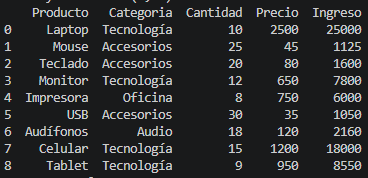 Producto Categoria Cantidad Precio Ingreso
0 Laptop Tecnología 10 2500 25000
1 Mouse Accesorios 25 45 1125
2 Teclado Accesorios 20 80 1600
3 Monitor Tecnología 12 650 7800
4 Impresora Oficina 8 750 6000
5 USB Accesorios 30 35 1050
6 Audífonos Audio 18 120 2160
7 Celular Tecnología 15 1200 18000
8 Tablet Tecnología 9 950 8550